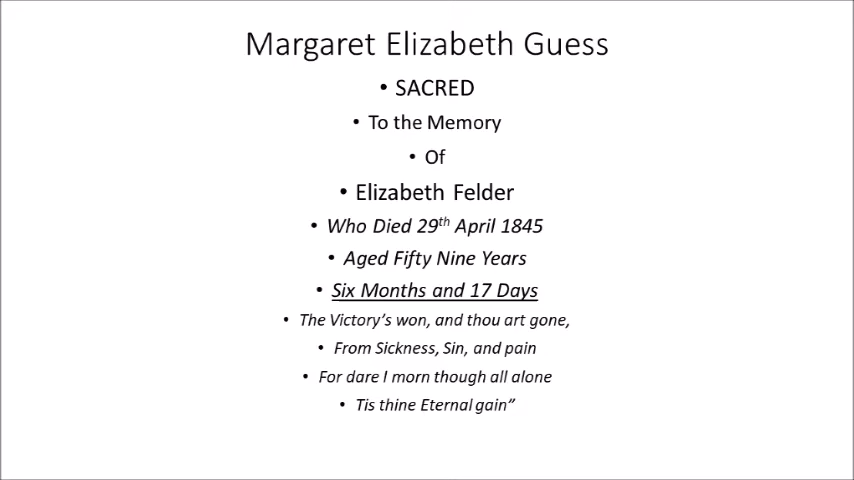 Margaret Elizabeth Guess
• SACRED
• To the Memory
• Of
• Elizabeth Felder
• Who Died 29th April 1845
• Aged Fifty Nine Years
• Six Months and 17 Days
• The Victory’s won, and thou art gone,
• From Sickness, Sin, and pain
• For dare I morn though all alone
• Tis thine Eternal gain”